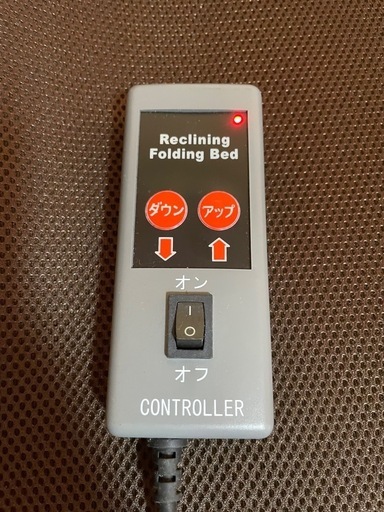 Reclining
Folding Bed
ダウン アップ
オン
I
O
オフ
CONTROLLER